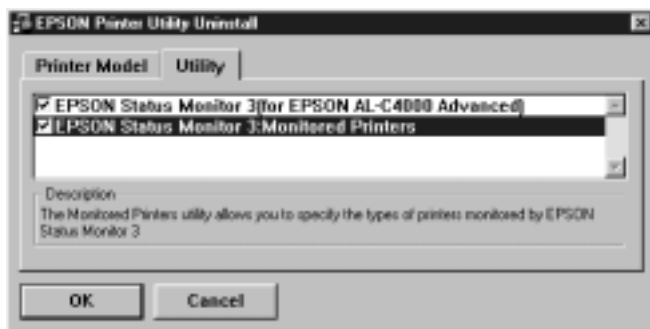 EPSON Printer Utility Uninstall
Printer Model Utility
EPSON Status Monitor 3(for EPSON AL-C4000 Advanced)
EPSON Status Monitor 3:Monitored Printers
Description
The Monitored Printers utility allows you to specify the types of printers monitored by EPSON
Status Monitor 3
OK Cancel